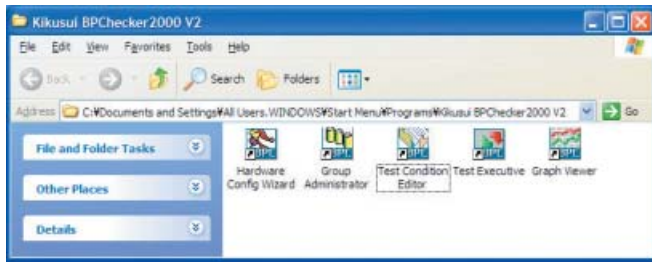 Kikusui BPChecker2000 V2
File Edit View Favorites Tools Help
Back Search Folders
Address C:¥Documents and Settings¥All Users.WINDOWS¥Start Menu¥Programs¥Kikusui BPChecker2000 V2 Go
File and Folder Tasks
Other Places
Details
Hardware Config Wizard
Group Administrator
Test Condition Editor
Test Executive
Graph Viewer